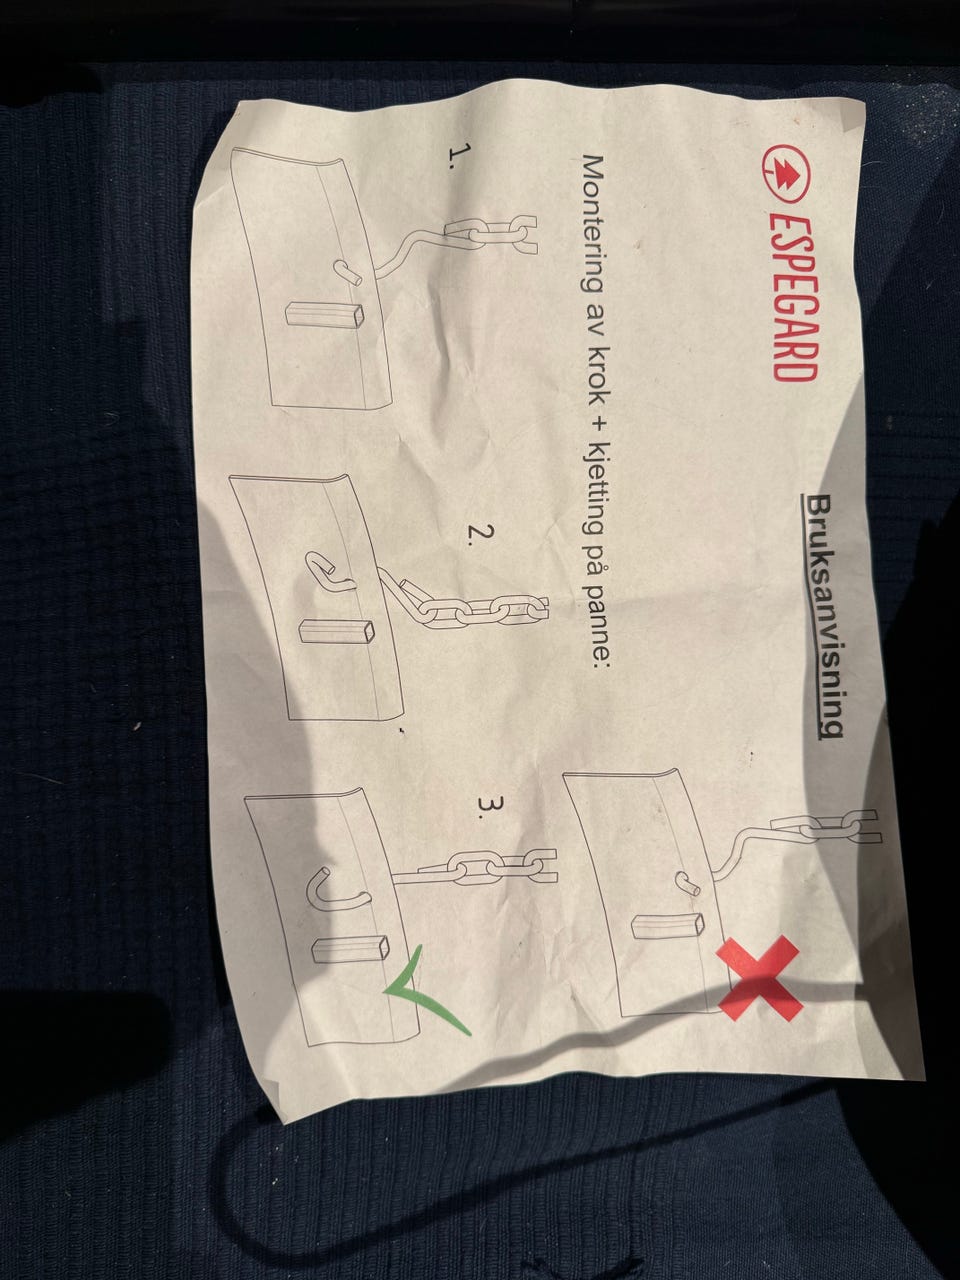 ESPEGARD
Bruksanvisning
Montering av krok + kjetting på panne:
1.
2.
3.